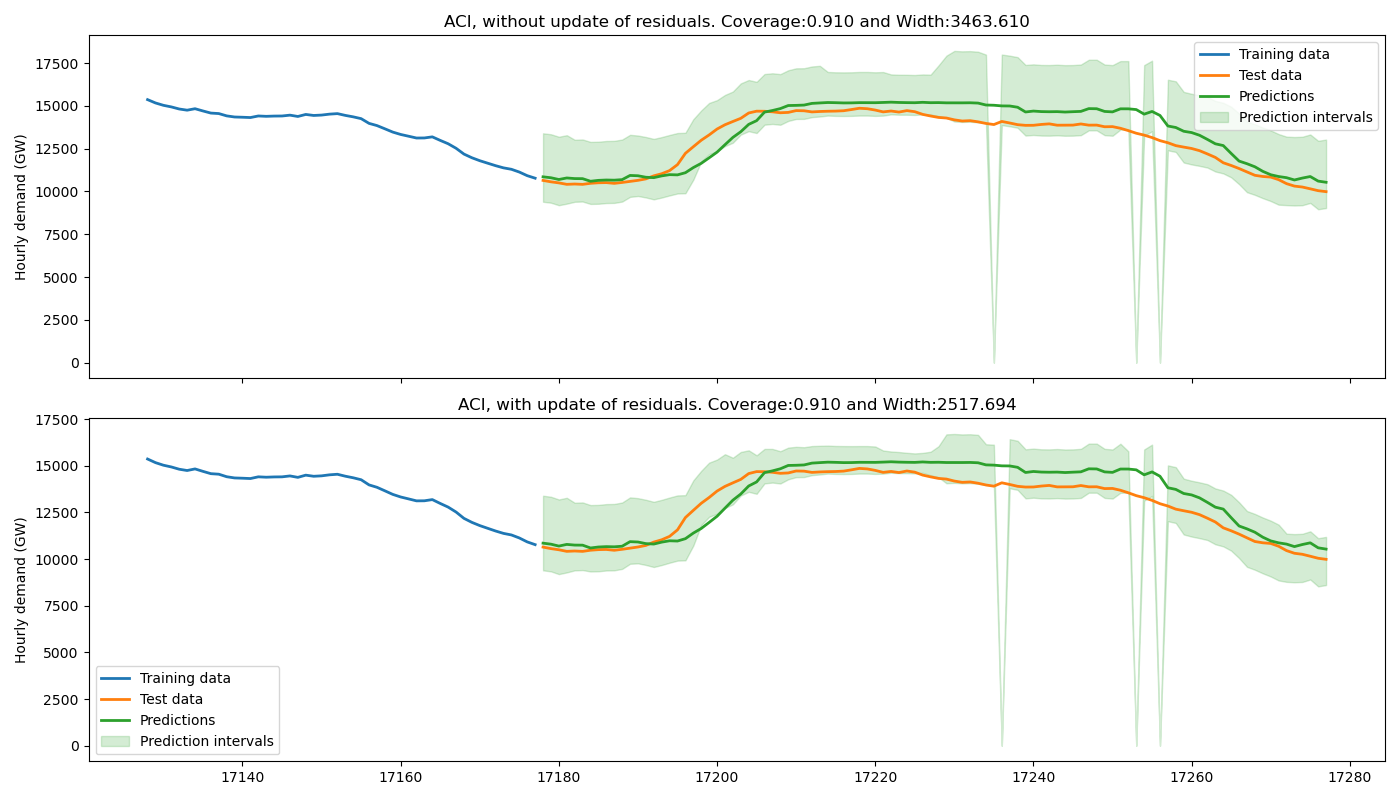 ACI, without update of residuals. Coverage:0.910 and Width:3463.610
Hourly demand (GW)
17500
15000
12500
10000
7500
5000
2500
0
Training data
Test data
Predictions
Prediction intervals
ACI, with update of residuals. Coverage:0.910 and Width:2517.694
Hourly demand (GW)
17500
15000
12500
10000
7500
5000
2500
0
Training data
Test data
Predictions
Prediction intervals
17140 17160 17180 17200 17220 17240 17260 17280